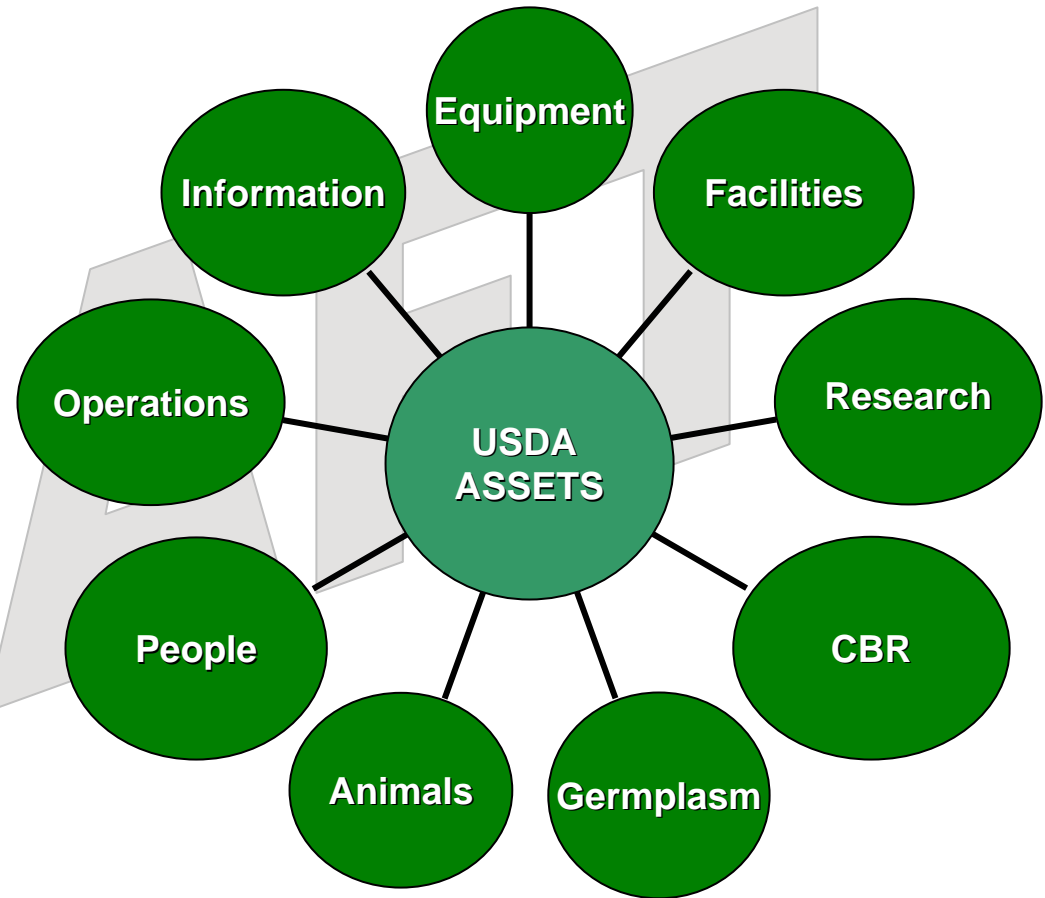 Equipment
Information
Facilities
Operations
Research
USDA
ASSETS
People
CBR
Animals
Germplasm